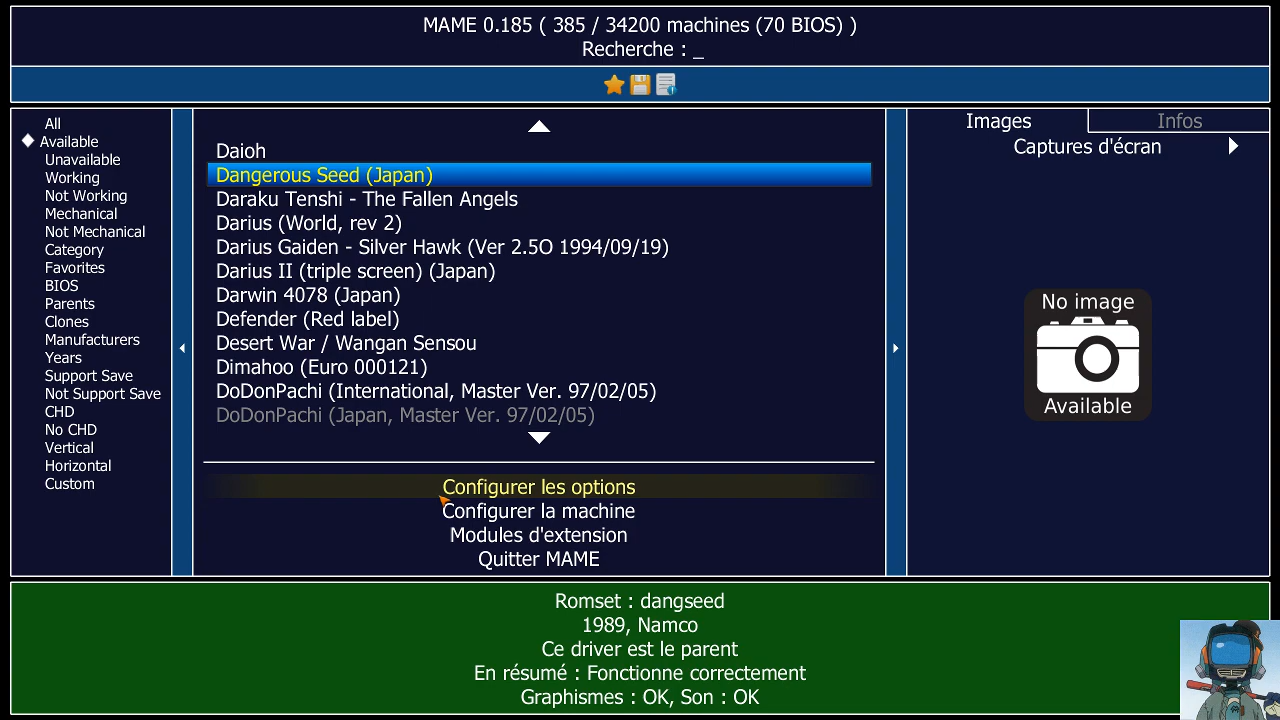 MAME 0.185 ( 385 / 34200 machines (70 BIOS) )
Recherche : _
All
Available
Unavailable
Working
Not Working
Mechanical
Not Mechanical
Category
Favorites
BIOS
Parents
Clones
Manufacturers
Years
Support Save
Not Support Save
CHD
No CHD
Vertical
Horizontal
Custom
Daioh
Dangerous Seed (Japan)
Daraku Tenshi - The Fallen Angels
Darius (World, rev 2)
Darius Gaiden - Silver Hawk (Ver 2.5O 1994/09/19)
Darius II (triple screen) (Japan)
Darwin 4078 (Japan)
Defender (Red label)
Desert War / Wangan Sensou
Dimahoo (Euro 000121)
DoDonPachi (International, Master Ver. 97/02/05)
DoDonPachi (Japan, Master Ver. 97/02/05)
Configurer les options
Configurer la machine
Modules d'extension
Quitter MAME
Images Infos
Captures d'écran
No image
Available
Romset : dangseed
1989, Namco
Ce driver est le parent
En résumé : Fonctionne correctement
Graphismes : OK, Son : OK